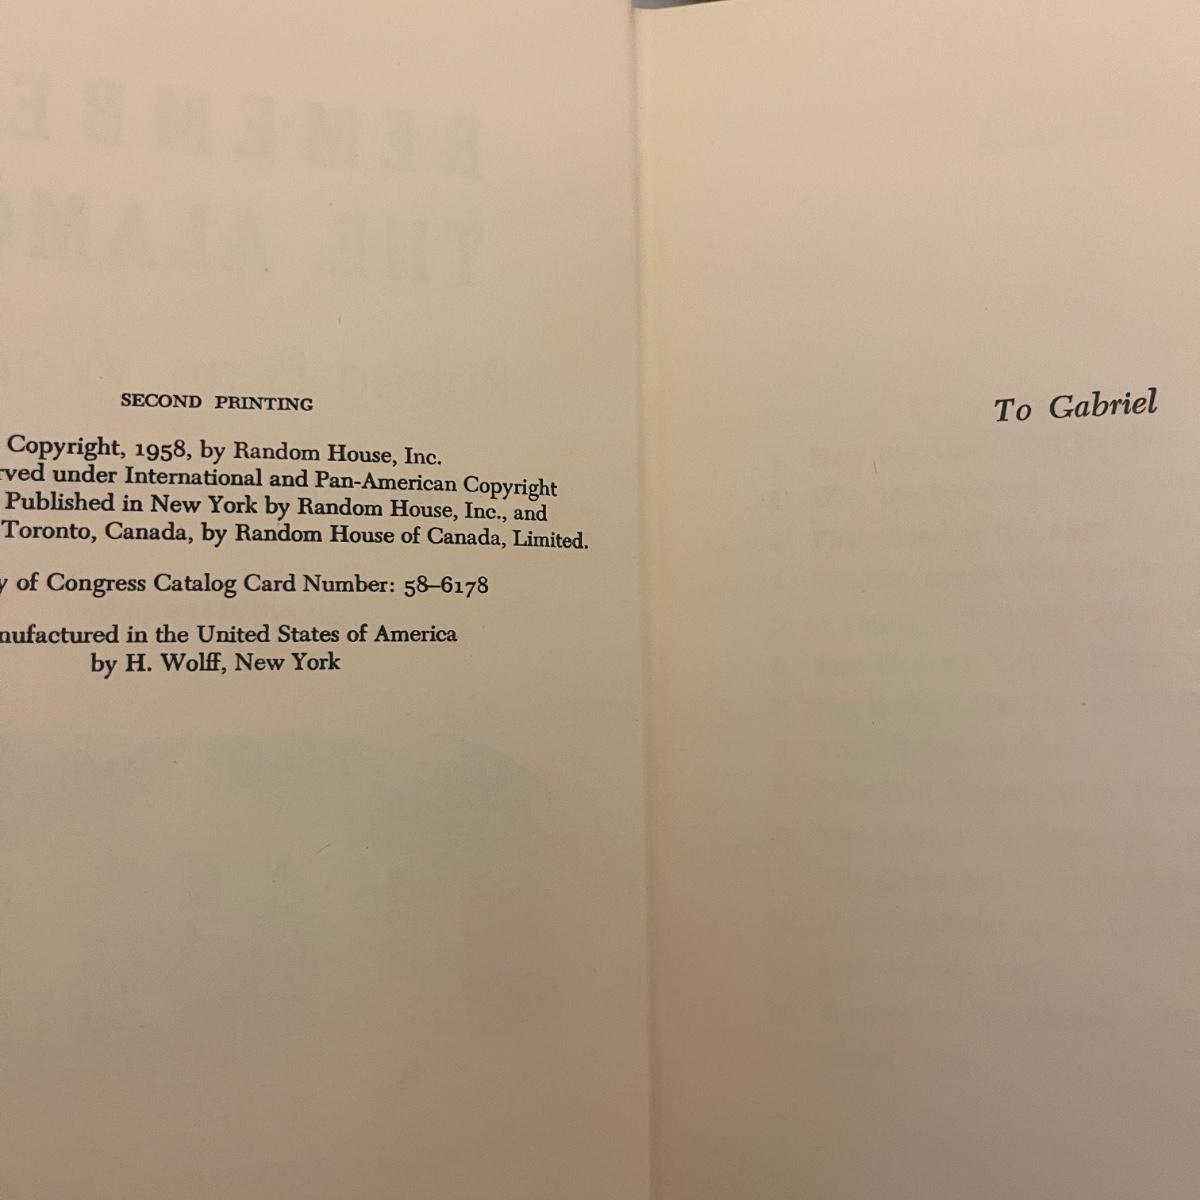 SECOND PRINTING
Copyright, 1958, by Random House, Inc.
rved under International and Pan-American Copyright
Published in New York by Random House, Inc., and
Toronto, Canada, by Random House of Canada, Limited.
y of Congress Catalog Card Number: 58–6178
nufactured in the United States of America
by H. Wolff, New York
To Gabriel